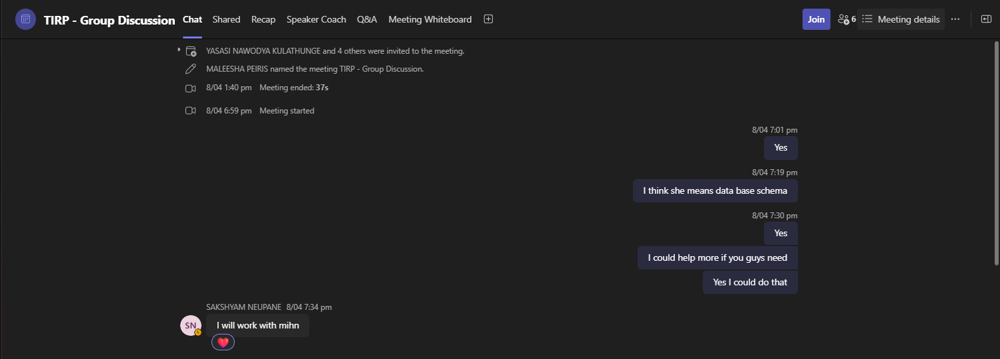 TIRP - Group Discussion Chat Shared Recap Speaker Coach Q&A Meeting Whiteboard Join 6 Meeting details
YASASI NAWODYA KULATHUNGE and 4 others were invited to the meeting.
MALEESHA PEIRIS named the meeting TIRP - Group Discussion.
8/04 1:40 pm Meeting ended: 37s
8/04 6:59 pm Meeting started
8/04 7:01 pm
Yes
8/04 7:19 pm
I think she means data base schema
8/04 7:30 pm
Yes
I could help more if you guys need
Yes I could do that
SAKSHYAM NEUPANE 8/04 7:34 pm
SN I will work with mihn